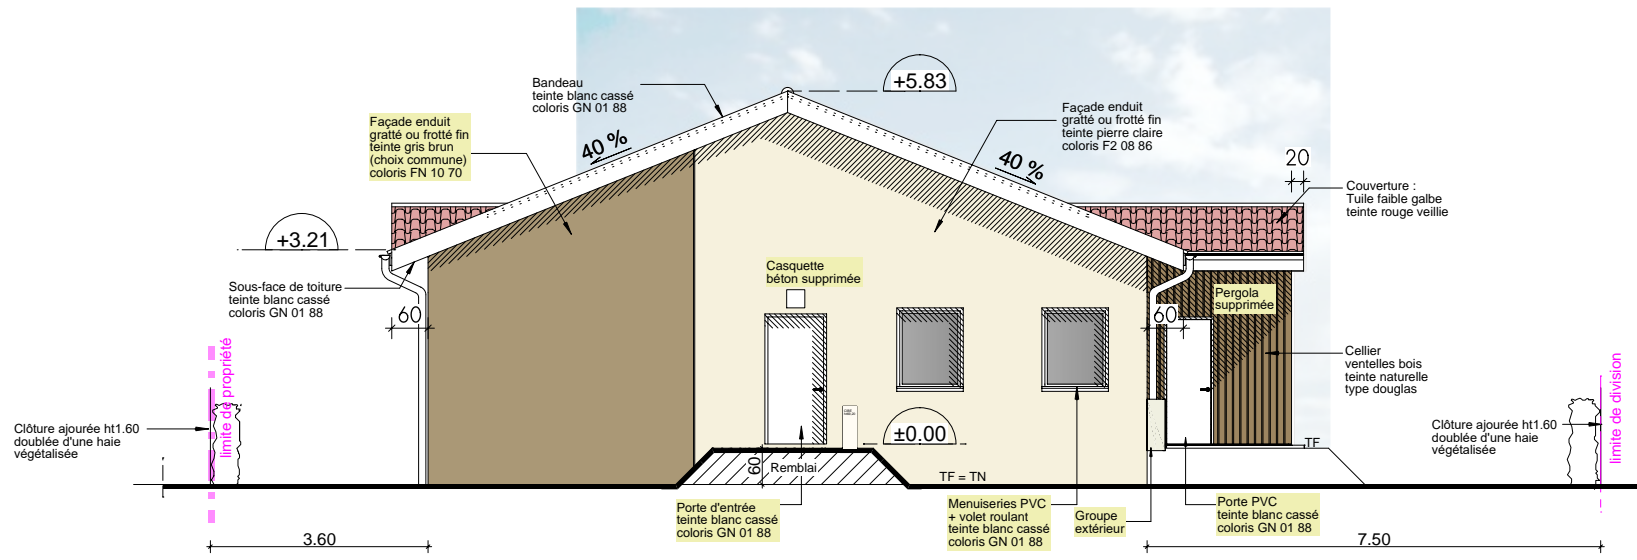 +5.83
Bandeau
teinte blanc cassé
coloris GN 01 88
Façade enduit
gratté ou frotté fin
teinte gris brun
(choix commune)
coloris FN 10 70
40 %
Façade enduit
gratté ou frotté fin
teinte pierre claire
coloris F2 08 86
40 %
20
Couverture :
Tuile faible galbe
teinte rouge veillie
+3.21
Sous-face de toiture
teinte blanc cassé
coloris GN 01 88
60
Casquette
béton supprimée
Pergola
supprimée
60
Cellier
ventelles bois
teinte naturelle
type douglas
limite de propriété
limite de division
Clôture ajourée ht1.60
doublée d'une haie
végétalisée
Clôture ajourée ht1.60
doublée d'une haie
végétalisée
±0.00
TF
60
Remblai
TF = TN
Porte d'entrée
teinte blanc cassé
coloris GN 01 88
Menuiseries PVC
+ volet roulant
teinte blanc cassé
coloris GN 01 88
Groupe
extérieur
Porte PVC
teinte blanc cassé
coloris GN 01 88
3.60
7.50